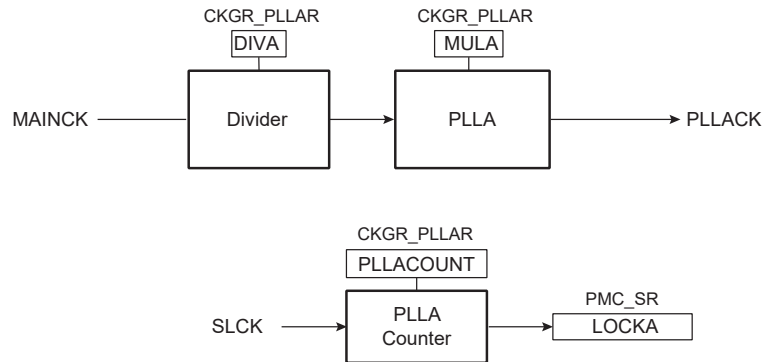 CKGR_PLLAR CKGR_PLLAR
DIVA MULA
MAINCK Divider PLLA PLLACK
CKGR_PLLAR
PLLACOUNT
PMC_SR
SLCK PLLA Counter LOCKA